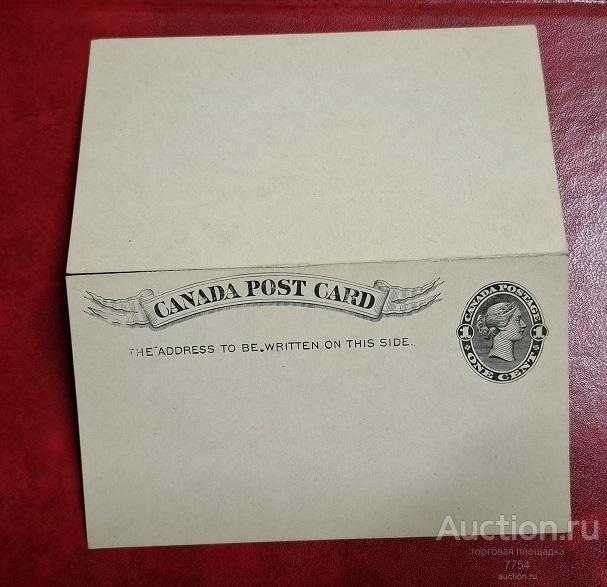 CANADA POST CARD
THE ADDRESS TO BE WRITTEN ON THIS SIDE.
CANADA POSTAGE
1 1
ONE CENT
Auction.ru
торговая площадка
7754
auction.ru